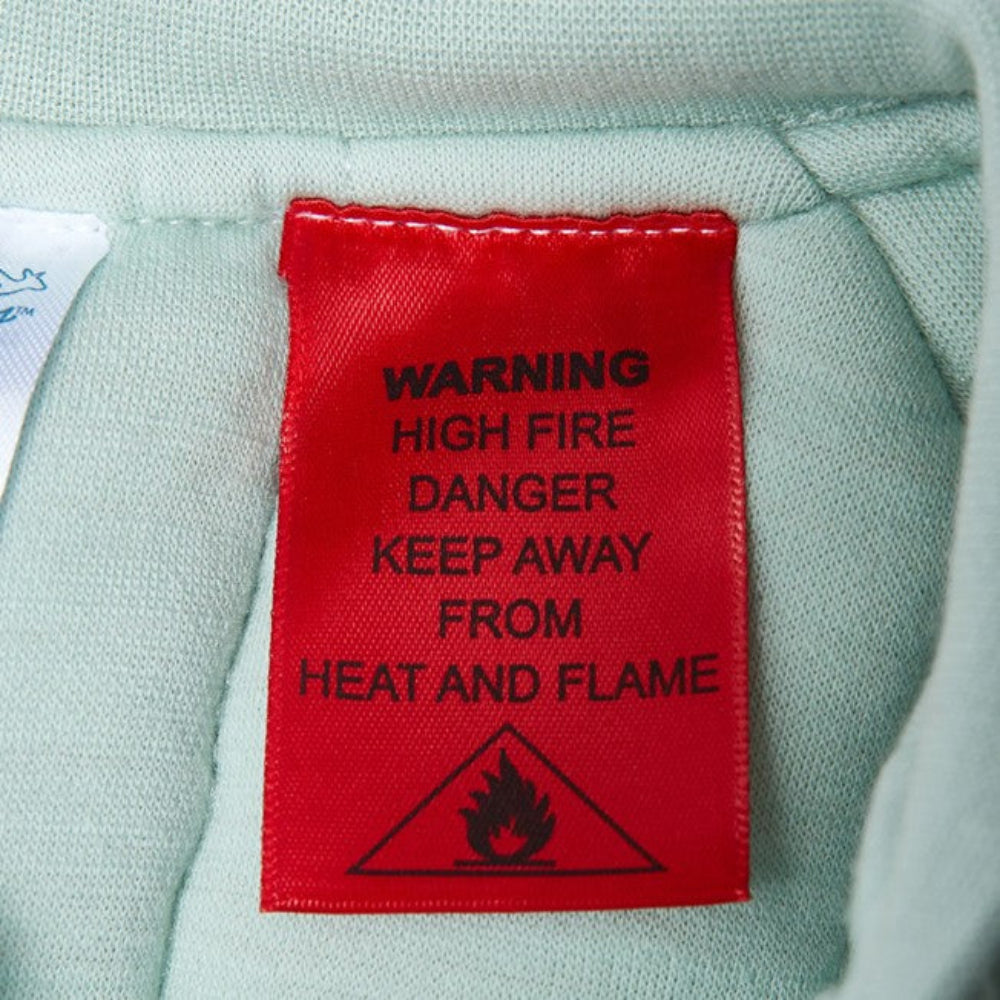 WARNING
HIGH FIRE
DANGER
KEEP AWAY
FROM
HEAT AND FLAME